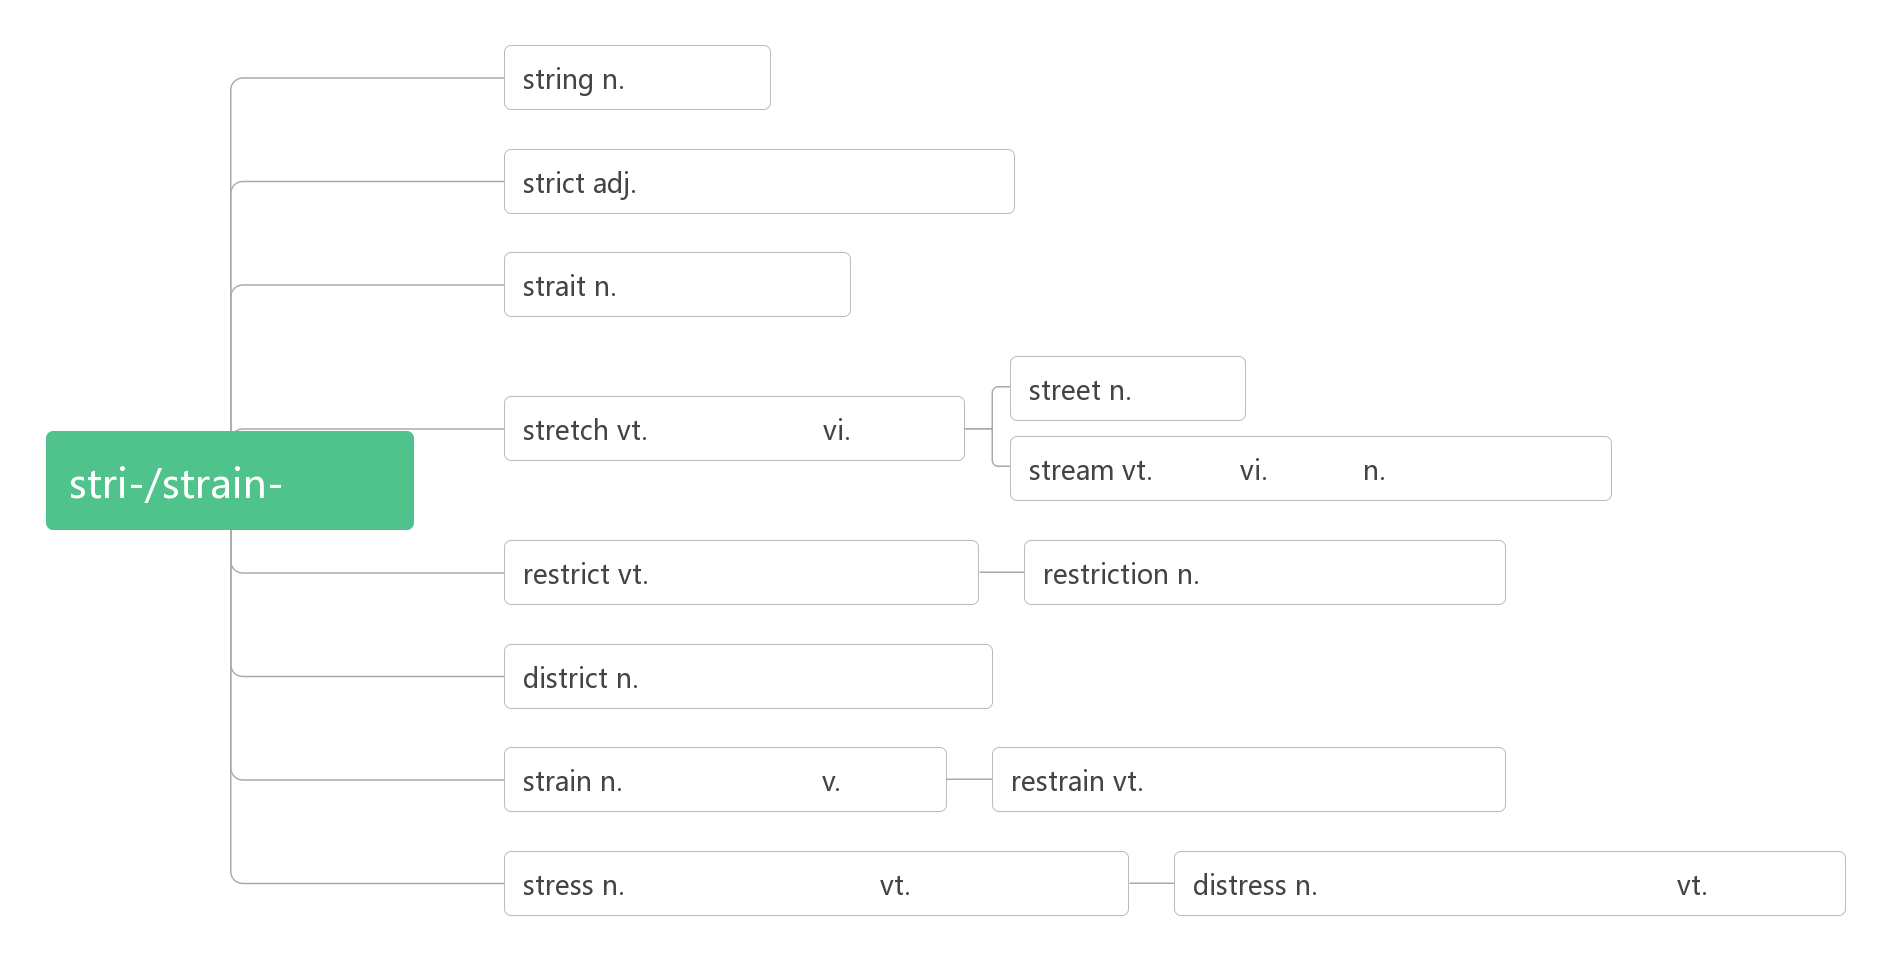 string n.
strict adj.
strait n.
street n.
stretch vt. vi.
stream vt. vi. n.
stri-/strain-
restrict vt.
restriction n.
district n.
strain n. v.
restrain vt.
stress n. vt.
distress n. vt.